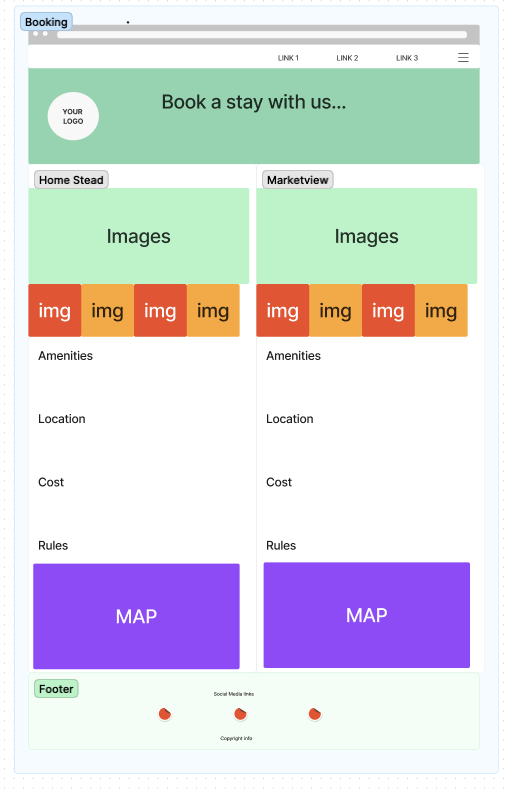 Booking
LINK 1 LINK 2 LINK 3
YOUR
LOGO
Book a stay with us...
Home Stead
Images
img img img img
Amenities
Location
Cost
Rules
MAP
Marketview
Images
img img img img
Amenities
Location
Cost
Rules
MAP
Footer
Social Media links
Copyright info